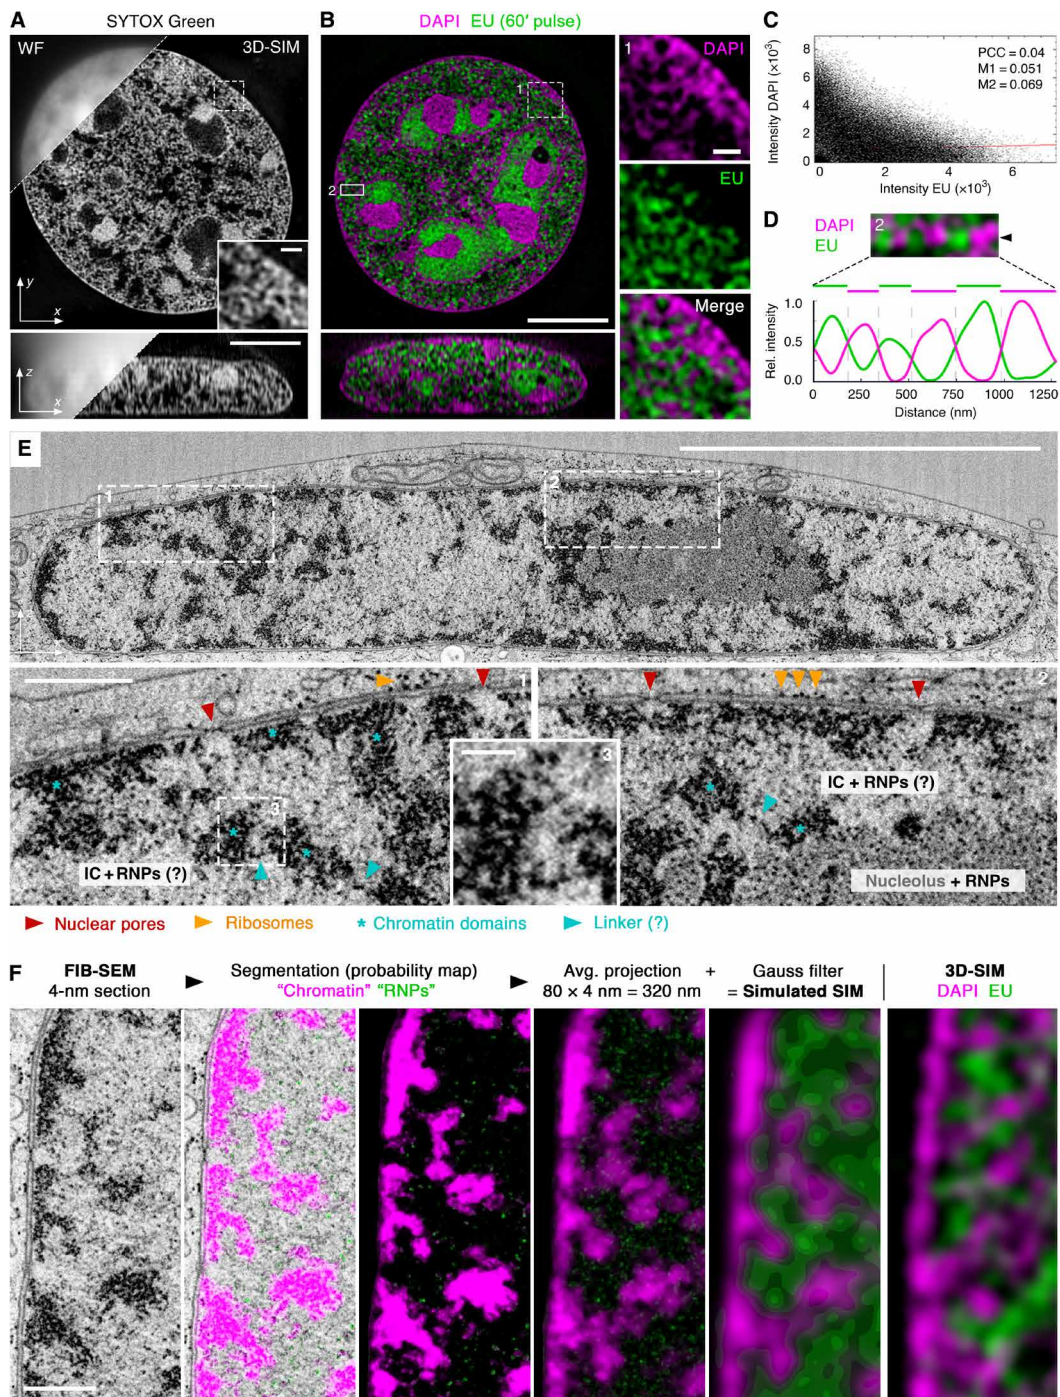 A
SYTOX Green
WF
3D-SIM
y
x
z
x
B
DAPI EU (60′ pulse)
1
2
1
DAPI
EU
Merge
C
Intensity DAPI (×10³)
8
6
4
2
0
PCC = 0.04
M1 = 0.051
M2 = 0.069
0
2
4
6
Intensity EU (×10³)
D
DAPI
EU
2
Rel. intensity
1.0
0.5
0.0
0
250
500
750
1000
1250
Distance (nm)
E
1
2
1
3
IC + RNPs (?)
3
2
IC + RNPs (?)
Nucleolus + RNPs
Nuclear pores
Ribosomes
* Chromatin domains
Linker (?)
F
FIB-SEM
4-nm section
Segmentation (probability map)
“Chromatin” “RNPs”
Avg. projection + Gauss filter
80 × 4 nm = 320 nm = Simulated SIM
3D-SIM
DAPI EU